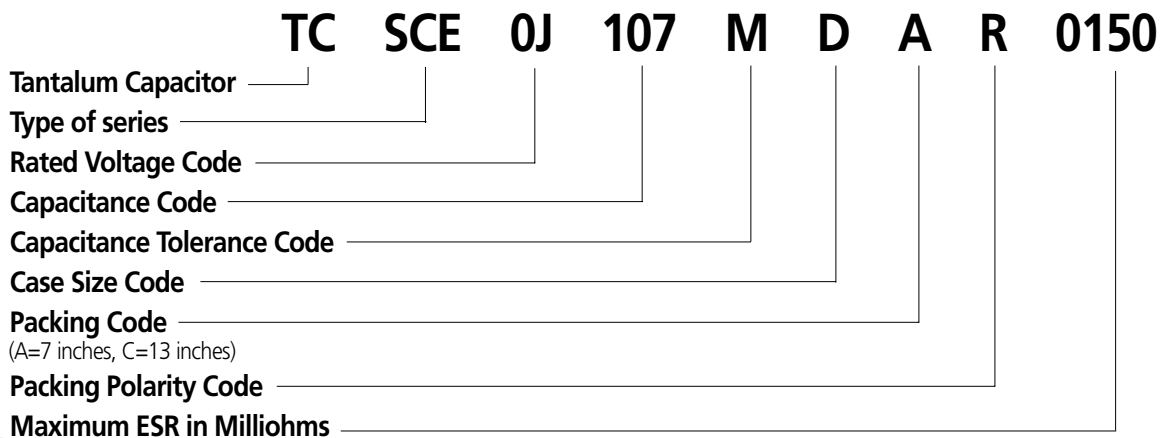 TC SCE 0J 107 M D A R 0150
Tantalum Capacitor
Type of series
Rated Voltage Code
Capacitance Code
Capacitance Tolerance Code
Case Size Code
Packing Code
(A=7 inches, C=13 inches)
Packing Polarity Code
Maximum ESR in Milliohms